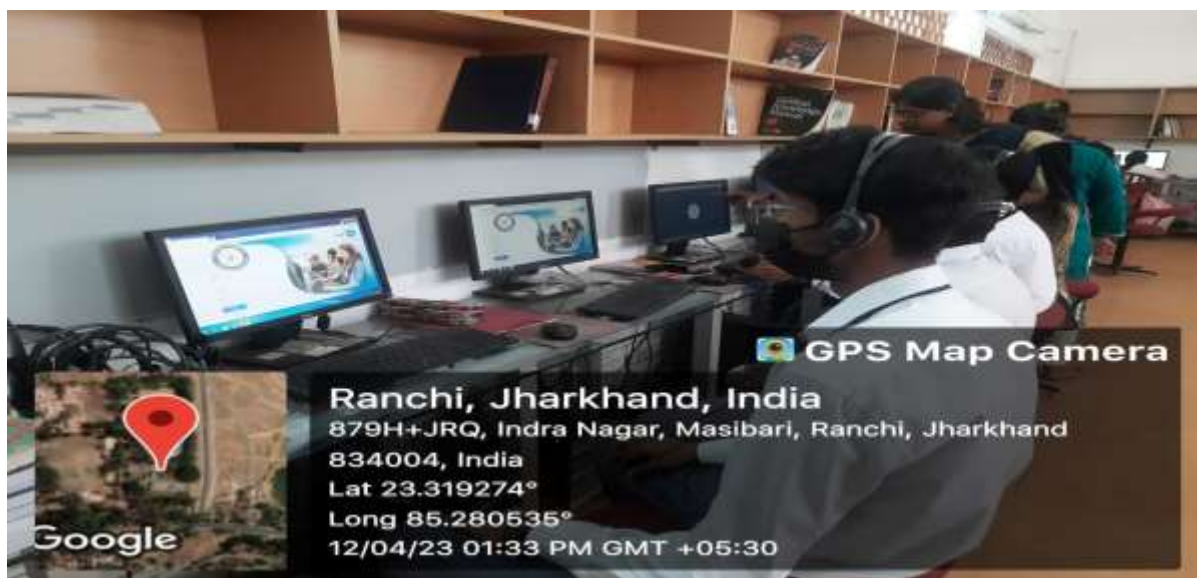 GPS Map Camera
Ranchi, Jharkhand, India
879H+JRQ, Indra Nagar, Masibari, Ranchi, Jharkhand
834004, India
Lat 23.319274°
Long 85.280535°
12/04/23 01:33 PM GMT +05:30
Google